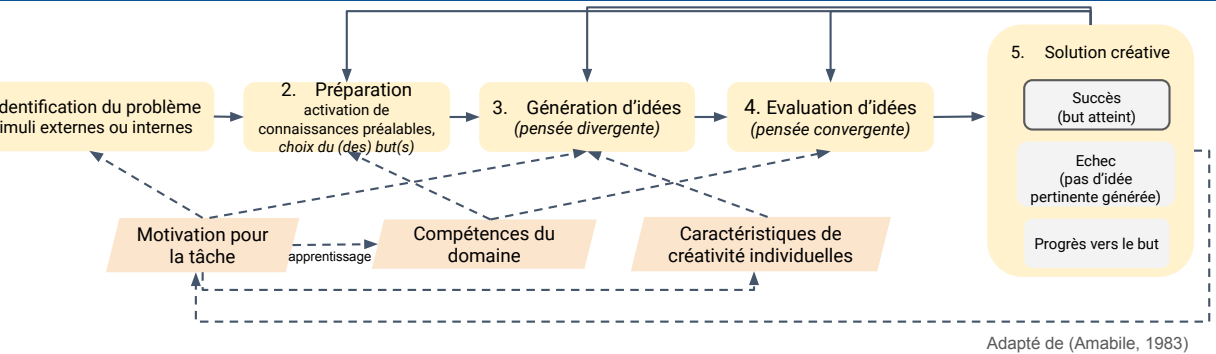 dentification du problème
imuli externes ou internes
2. Préparation
activation de
connaissances préalables,
choix du (des) but(s)
3. Génération d'idées
(pensée divergente)
4. Evaluation d'idées
(pensée convergente)
5. Solution créative
Succès
(but atteint)
Echec
(pas d'idée
pertinente générée)
Progrès vers le but
Motivation pour
la tâche
apprentissage
Compétences du
domaine
Caractéristiques de
créativité individuelles
Adapté de (Amabile, 1983)